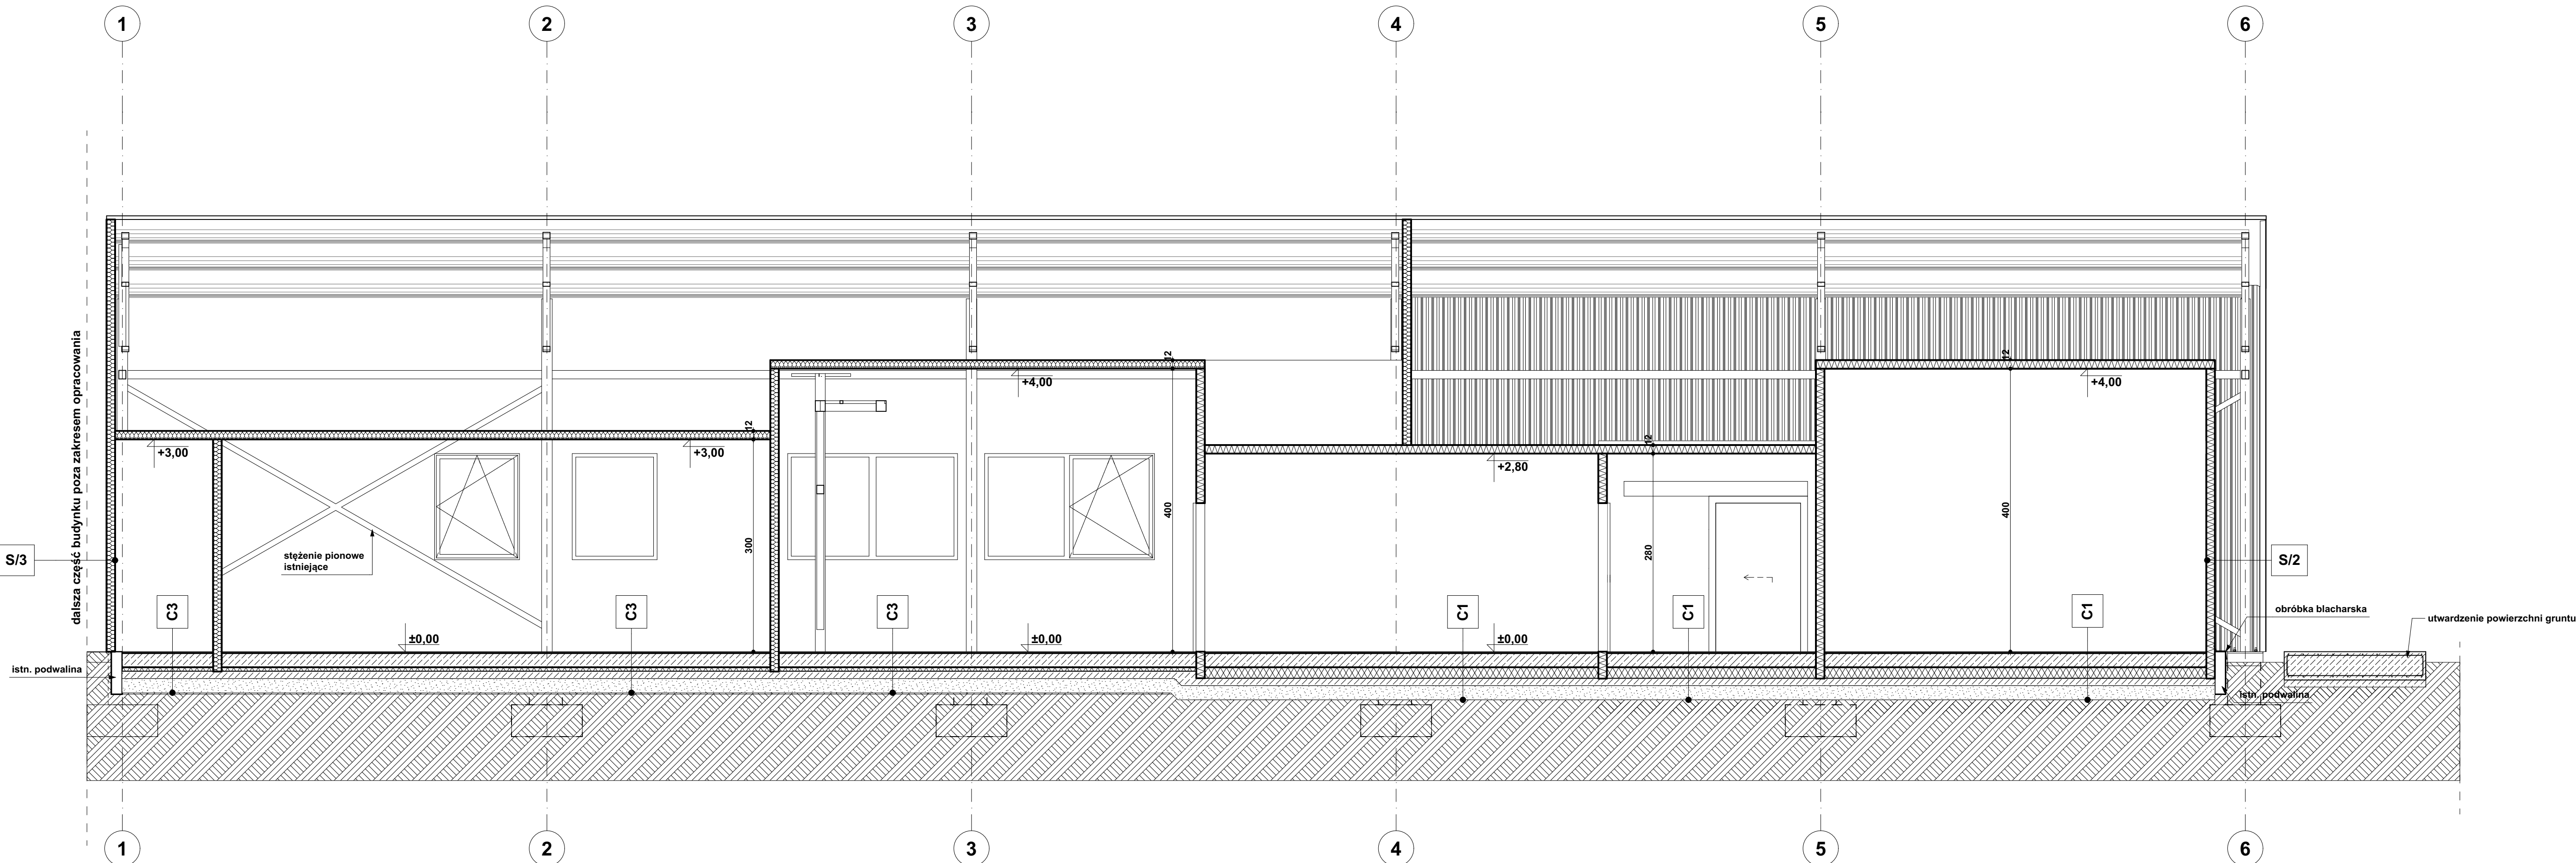 1
2
3
4
5
6
dalsza część budynku poza zakresem opracowania
12
+4,00
12
+4,00
12
+3,00
+3,00
12
+2,80
400
400
300
280
stężenie pionowe
istniejące
S/3
S/2
C3
C3
C3
C1
C1
C1
obróbka blacharska
utwardzenie powierzchni gruntu
±0,00
±0,00
±0,00
istn. podwalina
istn. podwalina
1
2
3
4
5
6